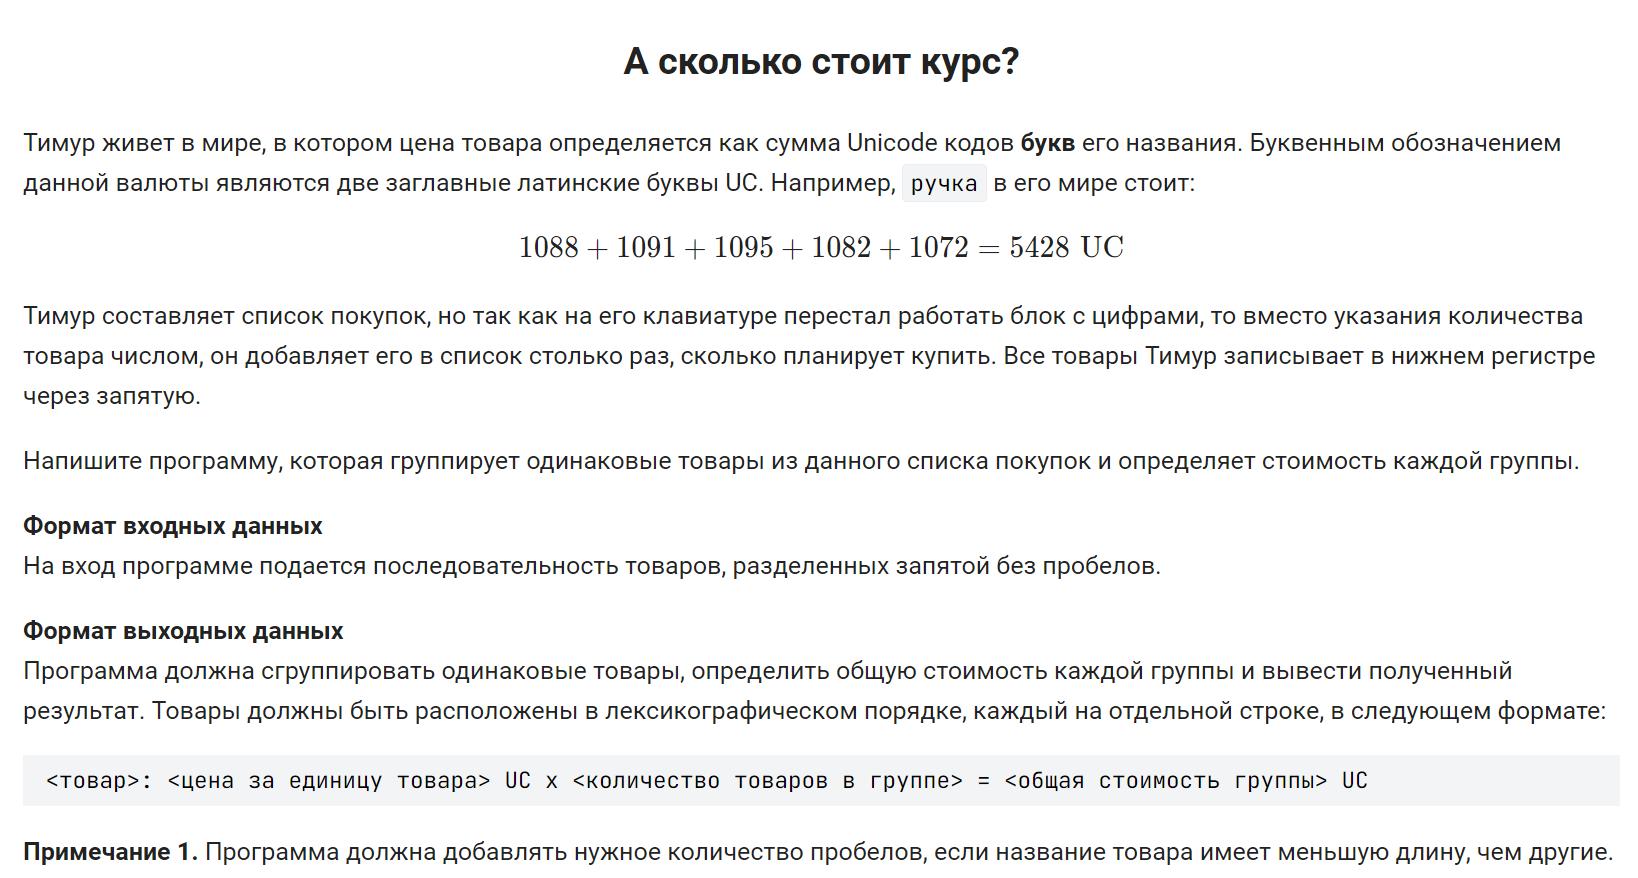 А сколько стоит курс?
Тимур живет в мире, в котором цена товара определяется как сумма Unicode кодов букв его названия. Буквенным обозначением
данной валюты являются две заглавные латинские буквы UC. Например, ручка в его мире стоит:
1088 + 1091 + 1095 + 1082 + 1072 = 5428 UC
Тимур составляет список покупок, но так как на его клавиатуре перестал работать блок с цифрами, то вместо указания количества
товара числом, он добавляет его в список столько раз, сколько планирует купить. Все товары Тимур записывает в нижнем регистре
через запятую.
Напишите программу, которая группирует одинаковые товары из данного списка покупок и определяет стоимость каждой группы.
Формат входных данных
На вход программе подается последовательность товаров, разделенных запятой без пробелов.
Формат выходных данных
Программа должна сгруппировать одинаковые товары, определить общую стоимость каждой группы и вывести полученный
результат. Товары должны быть расположены в лексикографическом порядке, каждый на отдельной строке, в следующем формате:
<товар>: <цена за единицу товара> UC x <количество товаров в группе> = <общая стоимость группы> UC
Примечание 1. Программа должна добавлять нужное количество пробелов, если название товара имеет меньшую длину, чем другие.